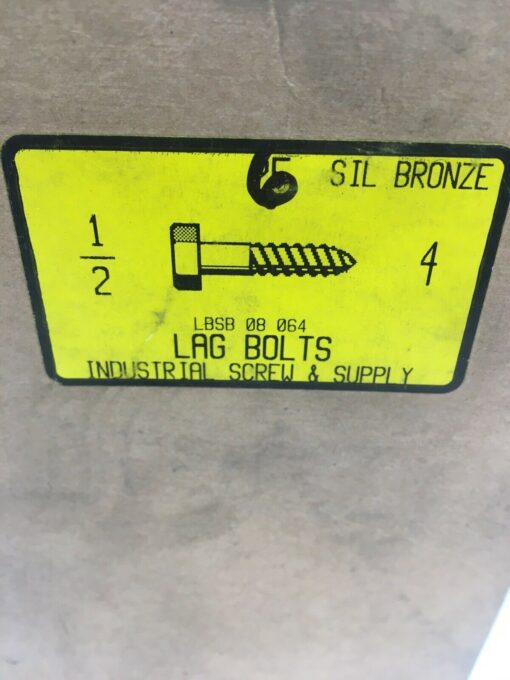 6 SIL BRONZE
1/2 4
LBSB 08 064
LAG BOLTS
INDUSTRIAL SCREW & SUPPLY